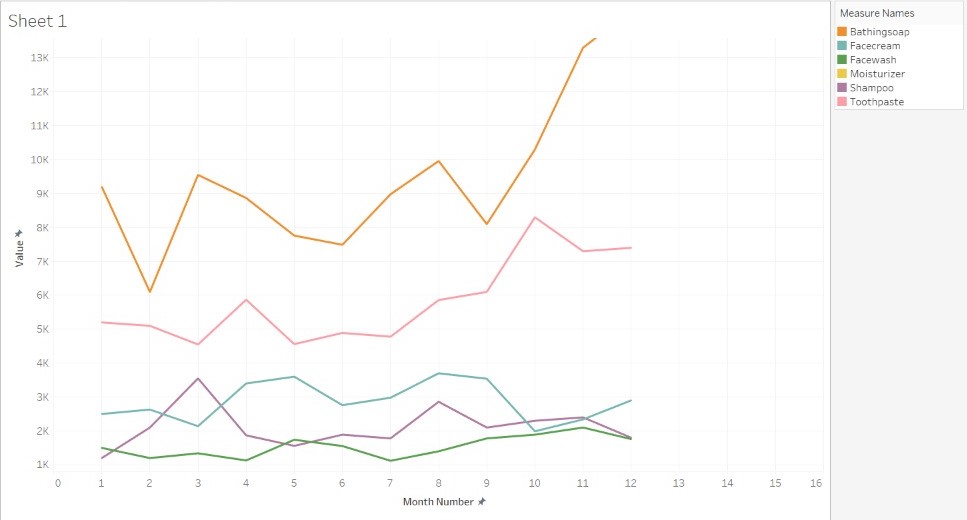 Sheet 1
Measure Names
Bathingsoap
Facecream
Facewash
Moisturizer
Shampoo
Toothpaste
13K
12K
11K
10K
9K
8K
7K
6K
5K
4K
3K
2K
1K
Value
0 1 2 3 4 5 6 7 8 9 10 11 12 13 14 15 16
Month Number